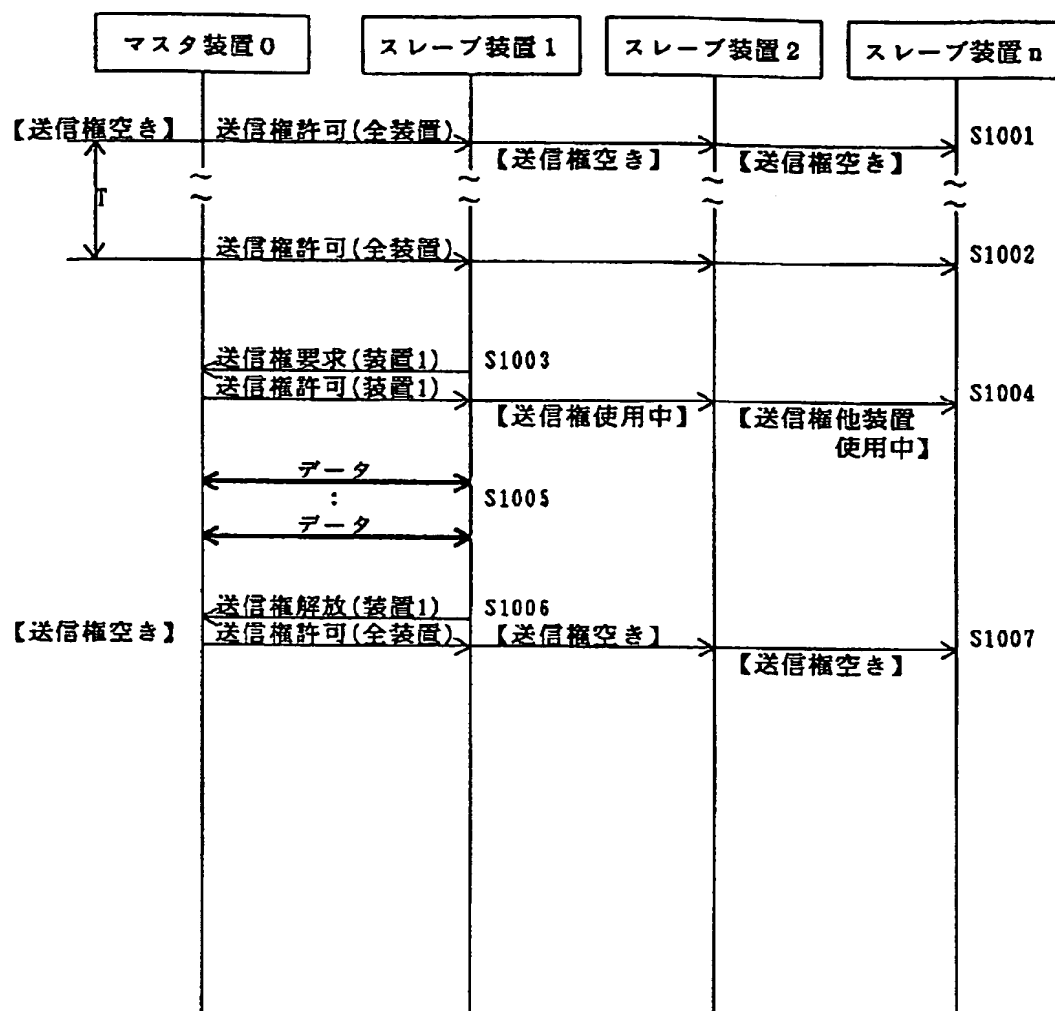 マスタ装置0
スレーブ装置1
スレーブ装置2
スレーブ装置n
【送信権空き】
送信権許可(全装置)
【送信権空き】
【送信権空き】
S1001
T
送信権許可(全装置)
S1002
送信権要求(装置1)
S1003
送信権許可(装置1)
【送信権使用中】
【送信権他装置
使用中】
S1004
データ
:
データ
S1005
送信権解放(装置1)
S1006
【送信権空き】
送信権許可(全装置)
【送信権空き】
【送信権空き】
S1007